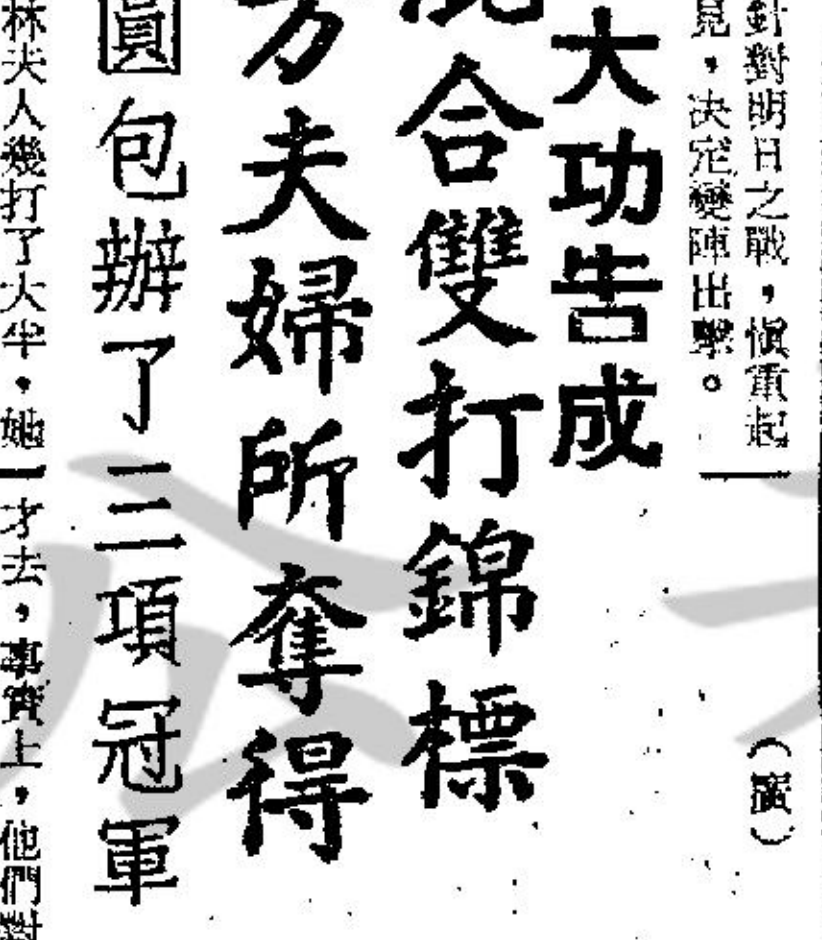 針對明日之戰，慎重起
見，決定變陣出擊。
（廣）
大功告成
混合雙打錦標
方夫婦所奪得
圓包辦了三項冠軍
林夫人幾打了大半，她一才去，事實上，他們對